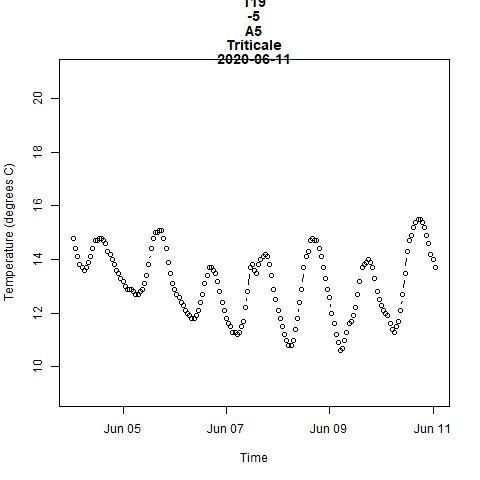 T19
-5
A5
Triticale
2020-06-11
Temperature (degrees C)
20
18
16
14
12
10
Jun 05 Jun 07 Jun 09 Jun 11
Time